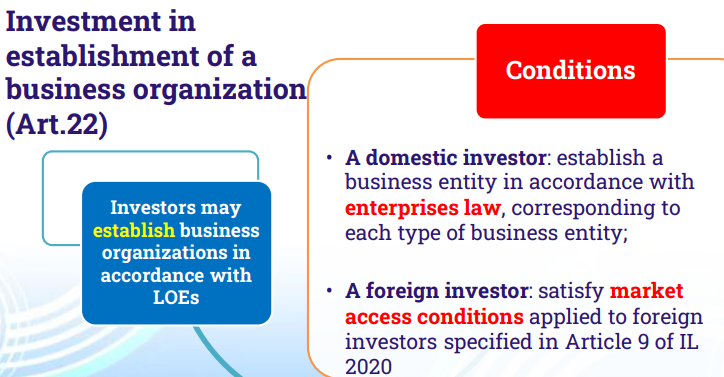 Investment in
establishment of a
business organization
(Art.22)
Investors may
establish business
organizations in
accordance with
LOEs
Conditions
• A domestic investor: establish a
business entity in accordance with
enterprises law, corresponding to
each type of business entity;
• A foreign investor: satisfy market
access conditions applied to foreign
investors specified in Article 9 of IL
2020